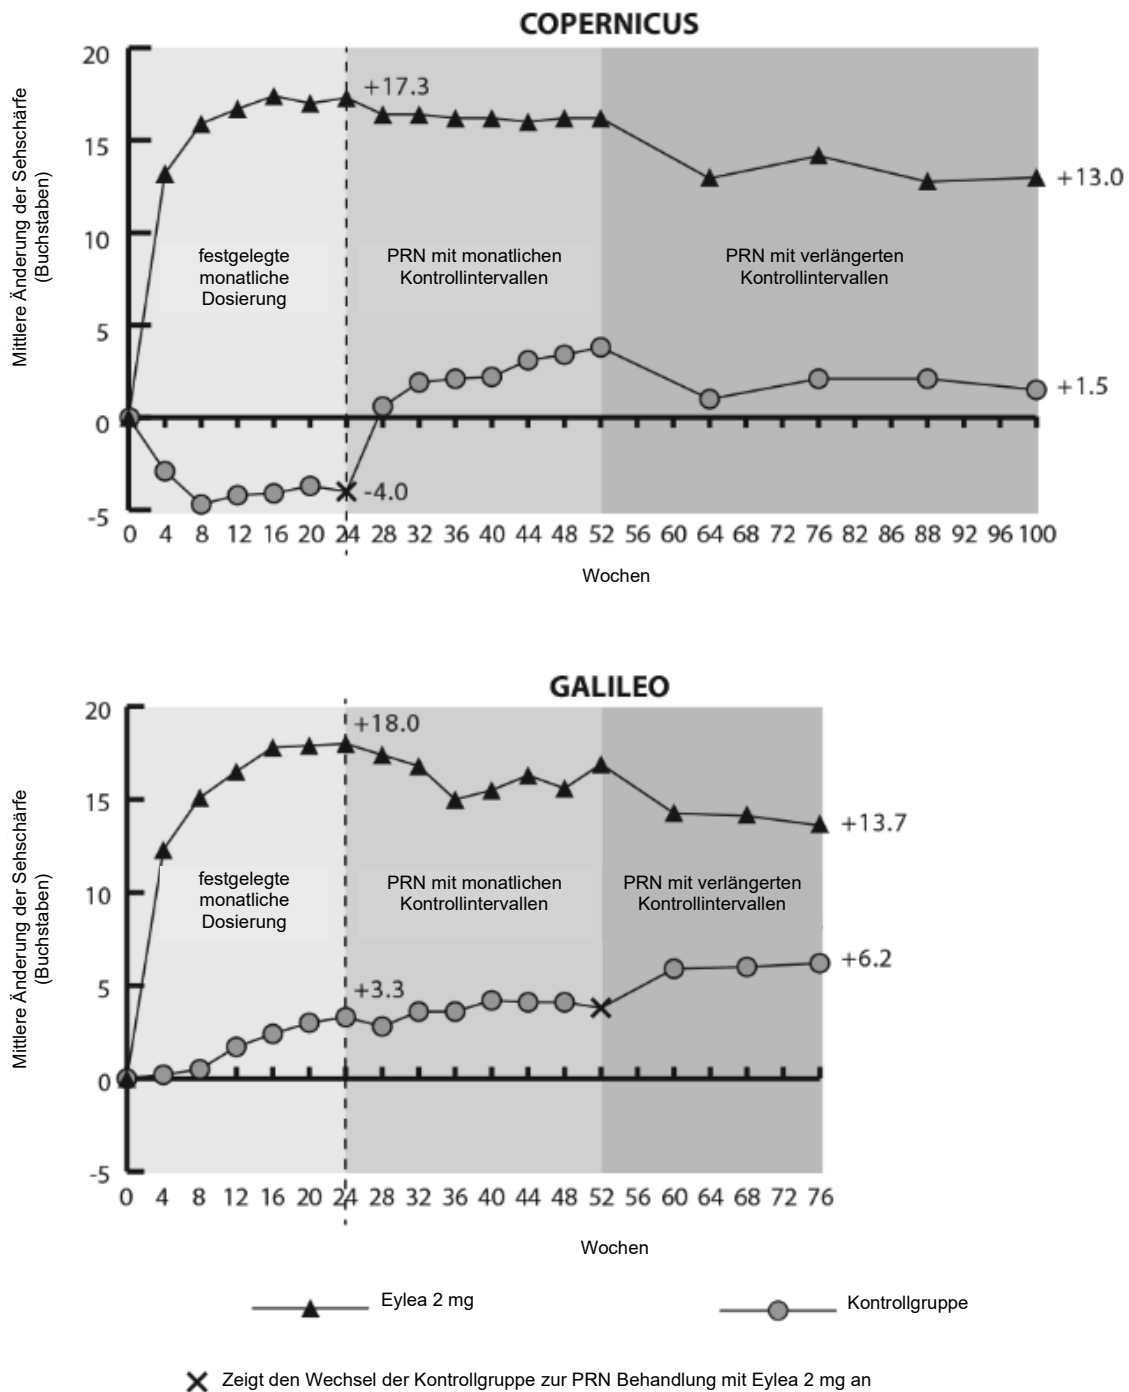 COPERNICUS
Mittlere Änderung der Sehschärfe
(Buchstaben)
20
15
10
5
0
-5
+17.3
+13.0
festgelegte
monatliche
Dosierung
PRN mit monatlichen
Kontrollintervallen
PRN mit verlängerten
Kontrollintervallen
+1.5
-4.0
0 4 8 12 16 20 24 28 32 36 40 44 48 52 56 60 64 68 72 76 82 86 88 92 96 100
Wochen
GALILEO
Mittlere Änderung der Sehschärfe
(Buchstaben)
20
15
10
5
0
-5
+18.0
+13.7
festgelegte
monatliche
Dosierung
PRN mit monatlichen
Kontrollintervallen
PRN mit verlängerten
Kontrollintervallen
+6.2
+3.3
0 4 8 12 16 20 24 28 32 36 40 44 48 52 56 60 64 68 72 76
Wochen
Eylea 2 mg
Kontrollgruppe
Zeigt den Wechsel der Kontrollgruppe zur PRN Behandlung mit Eylea 2 mg an